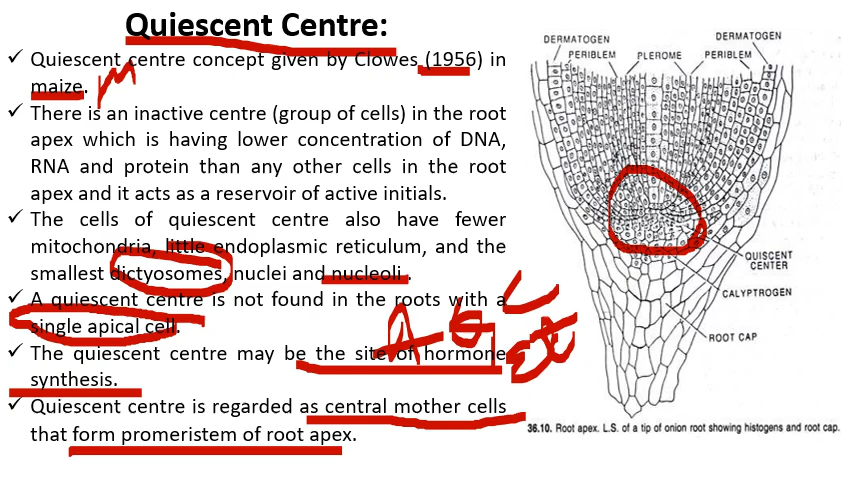 Quiescent Centre:
✓ Quiescent centre concept given by Clowes (1956) in
maize.
✓ There is an inactive centre (group of cells) in the root
apex which is having lower concentration of DNA,
RNA and protein than any other cells in the root
apex and it acts as a reservoir of active initials.
✓ The cells of quiescent centre also have fewer
mitochondria, little endoplasmic reticulum, and the
smallest dictyosomes, nuclei and nucleoli .
✓ A quiescent centre is not found in the roots with a
single apical cell.
✓ The quiescent centre may be the site of hormone
synthesis.
✓ Quiescent centre is regarded as central mother cells
that form promeristem of root apex.
DERMATOGEN
PERIBLEM
PLEROME
PERIBLEM
DERMATOGEN
QUISCENT
CENTER
CALYPTROGEN
ROOT CAP
36.10. Root apex. L.S. of a tip of onion root showing histogens and root cap.